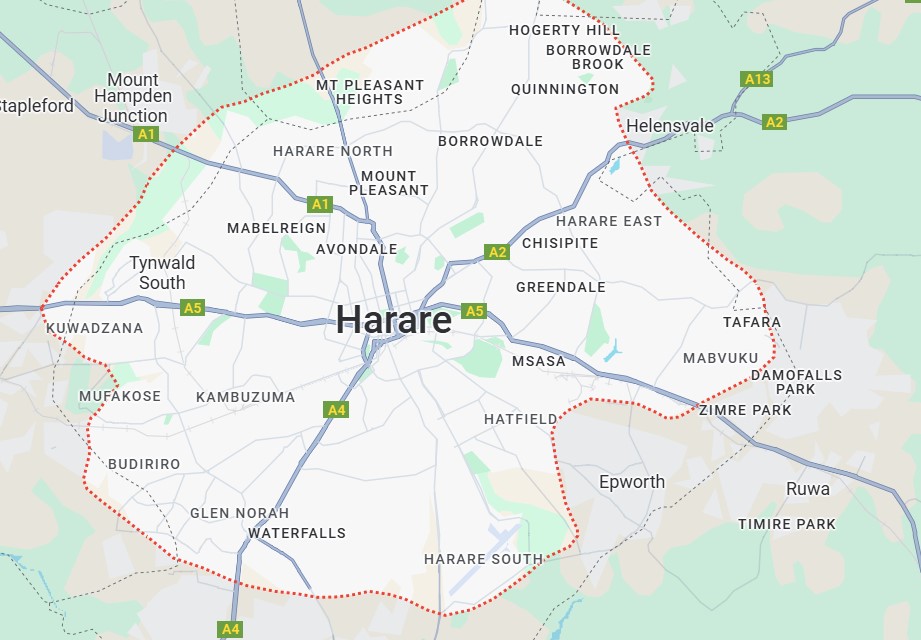 HOGERTY HILL
BORROWDALE
BROOK
Mount
Hampden
Junction
MT PLEASANT
HEIGHTS
QUINNINGTON
A13
Stapleford
A1
Helensvale
A2
BORROWDALE
HARARE NORTH
MOUNT
PLEASANT
A1
MABELREIGN
HARARE EAST
AVONDALE
A2
CHISIPITE
Tynwald
South
GREENDALE
A5
A5
Harare
KUWADZANA
TAFARA
MSASA
MABVUKU
DAMOFALLS
PARK
MUFAKOSE
KAMBUZUMA
A4
ZIMRE PARK
HATFIELD
BUDIRIRO
Epworth
Ruwa
GLEN NORAH
WATERFALLS
TIMIRE PARK
HARARE SOUTH
A4